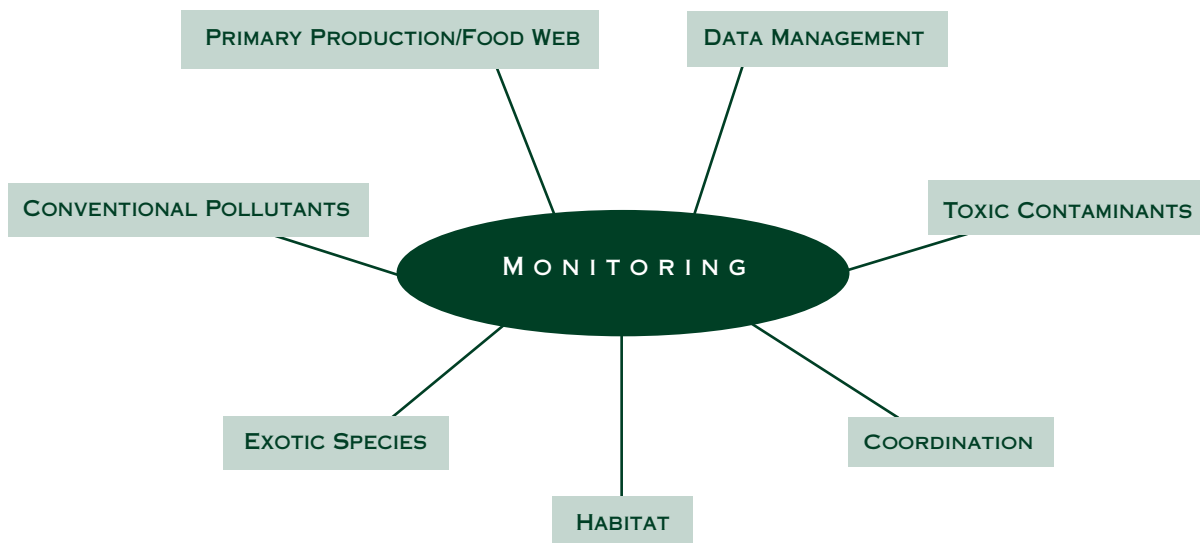 Primary Production/Food Web
Data Management
Conventional Pollutants
Toxic Contaminants
Monitoring
Exotic Species
Coordination
Habitat